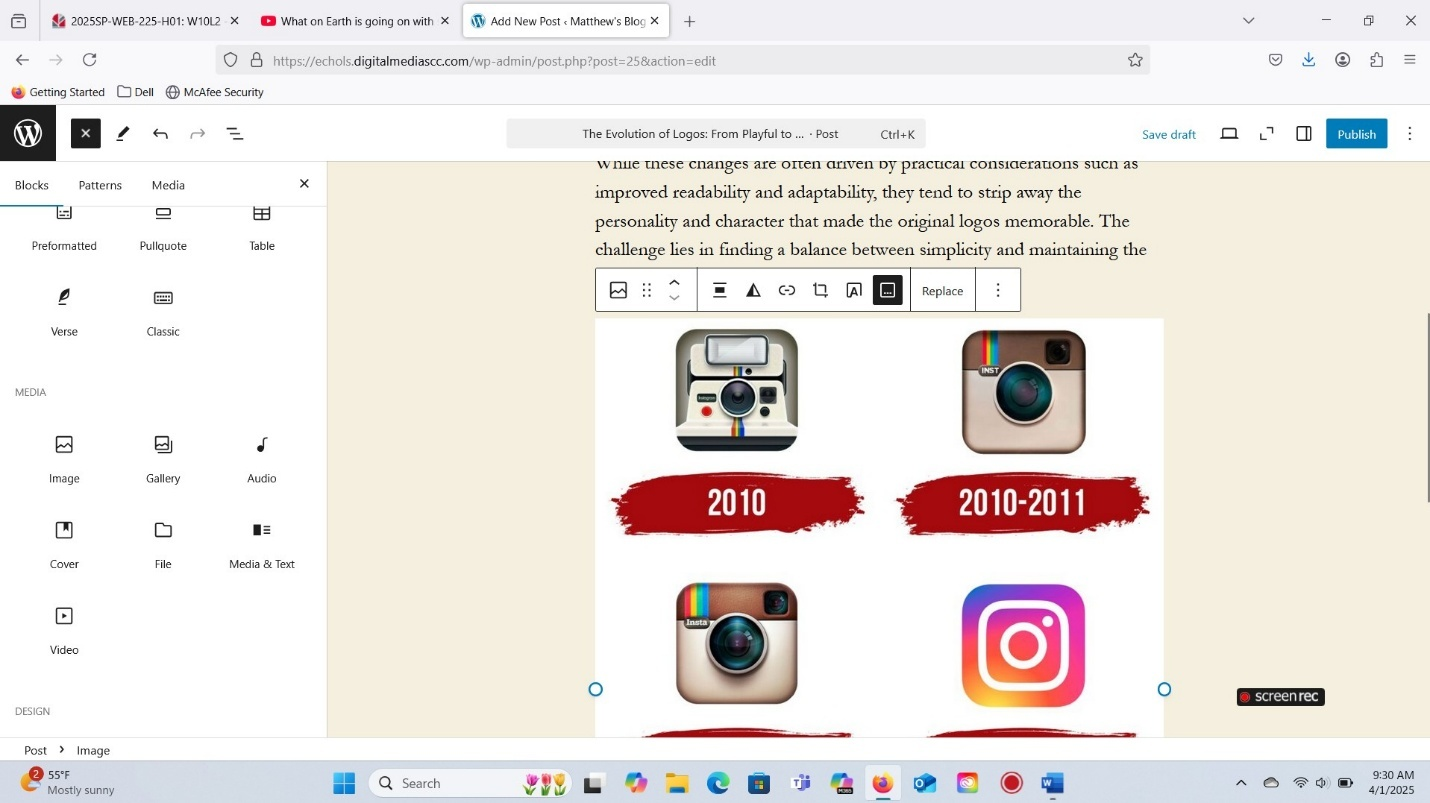 2025SP-WEB-225-H01: W10L2 -
What on Earth is going on with
Add New Post ‹ Matthew's Blog
https://echols.digitalmediascc.com/wp-admin/post.php?post=25&action=edit
Getting Started
Dell
McAfee Security
The Evolution of Logos: From Playful to ... · Post
Ctrl+K
Save draft
Publish
Blocks
Patterns
Media
While these changes are often driven by practical considerations such as
improved readability and adaptability, they tend to strip away the
personality and character that made the original logos memorable. The
challenge lies in finding a balance between simplicity and maintaining the
Preformatted
Pullquote
Table
Verse
Classic
MEDIA
Image
Gallery
Audio
Cover
File
Media & Text
Video
DESIGN
Replace
INST
2010
2010-2011
Insta
screenrec
Post
Image
2
55°F
Mostly sunny
Search
9:30 AM
4/1/2025